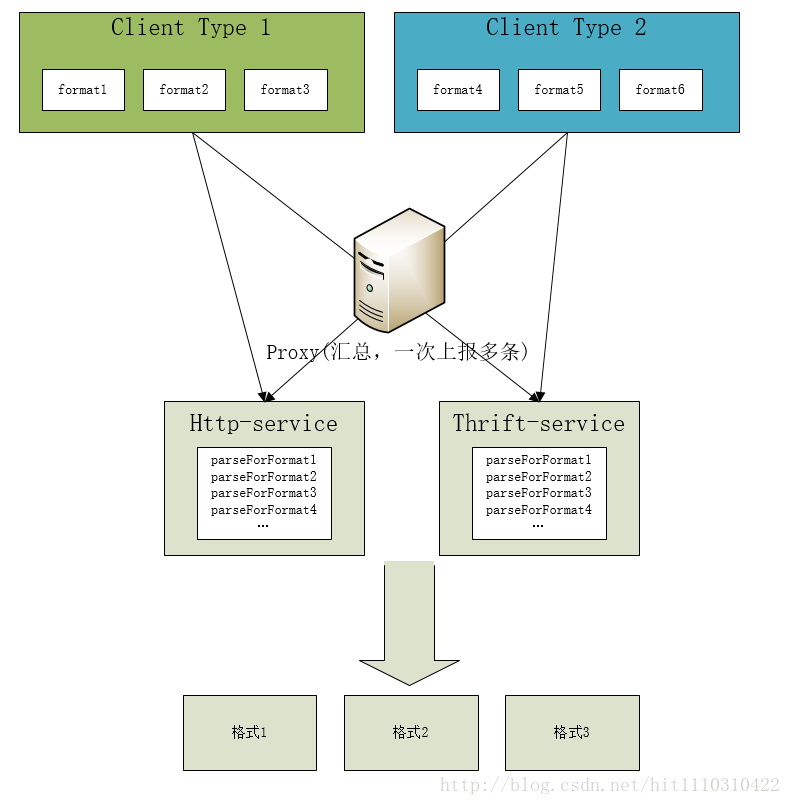 Client Type 1
Client Type 2
format1
format2
format3
format4
format5
format6
Proxy(汇总，一次上报多条)
Http-service
parseForFormat1
parseForFormat2
parseForFormat3
parseForFormat4
...
Thrift-service
parseForFormat1
parseForFormat2
parseForFormat3
parseForFormat4
...
格式1
格式2
格式3
http://blog.csdn.net/hit1110310422